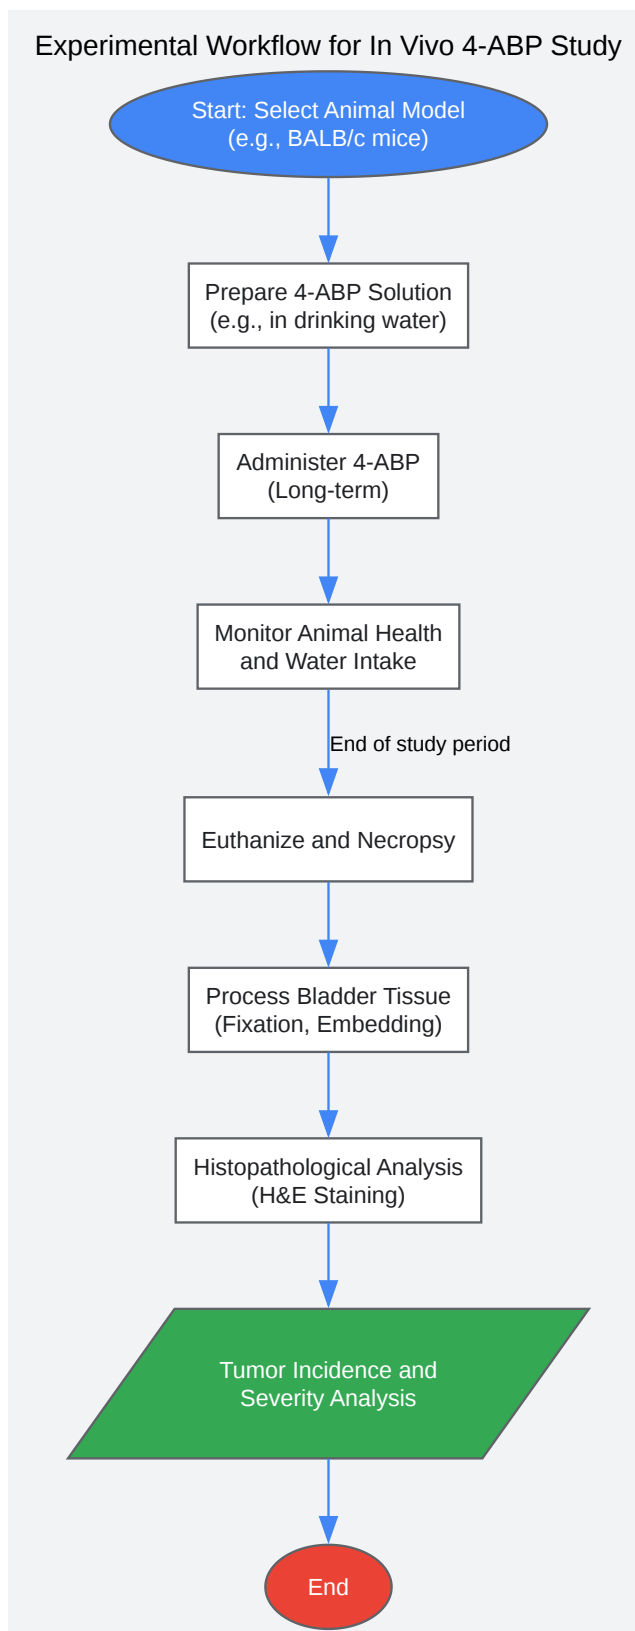 Experimental Workflow for In Vivo 4-ABP Study
Start: Select Animal Model
(e.g., BALB/c mice)
Prepare 4-ABP Solution
(e.g., in drinking water)
Administer 4-ABP
(Long-term)
Monitor Animal Health
and Water Intake
End of study period
Euthanize and Necropsy
Process Bladder Tissue
(Fixation, Embedding)
Histopathological Analysis
(H&E Staining)
Tumor Incidence and
Severity Analysis
End